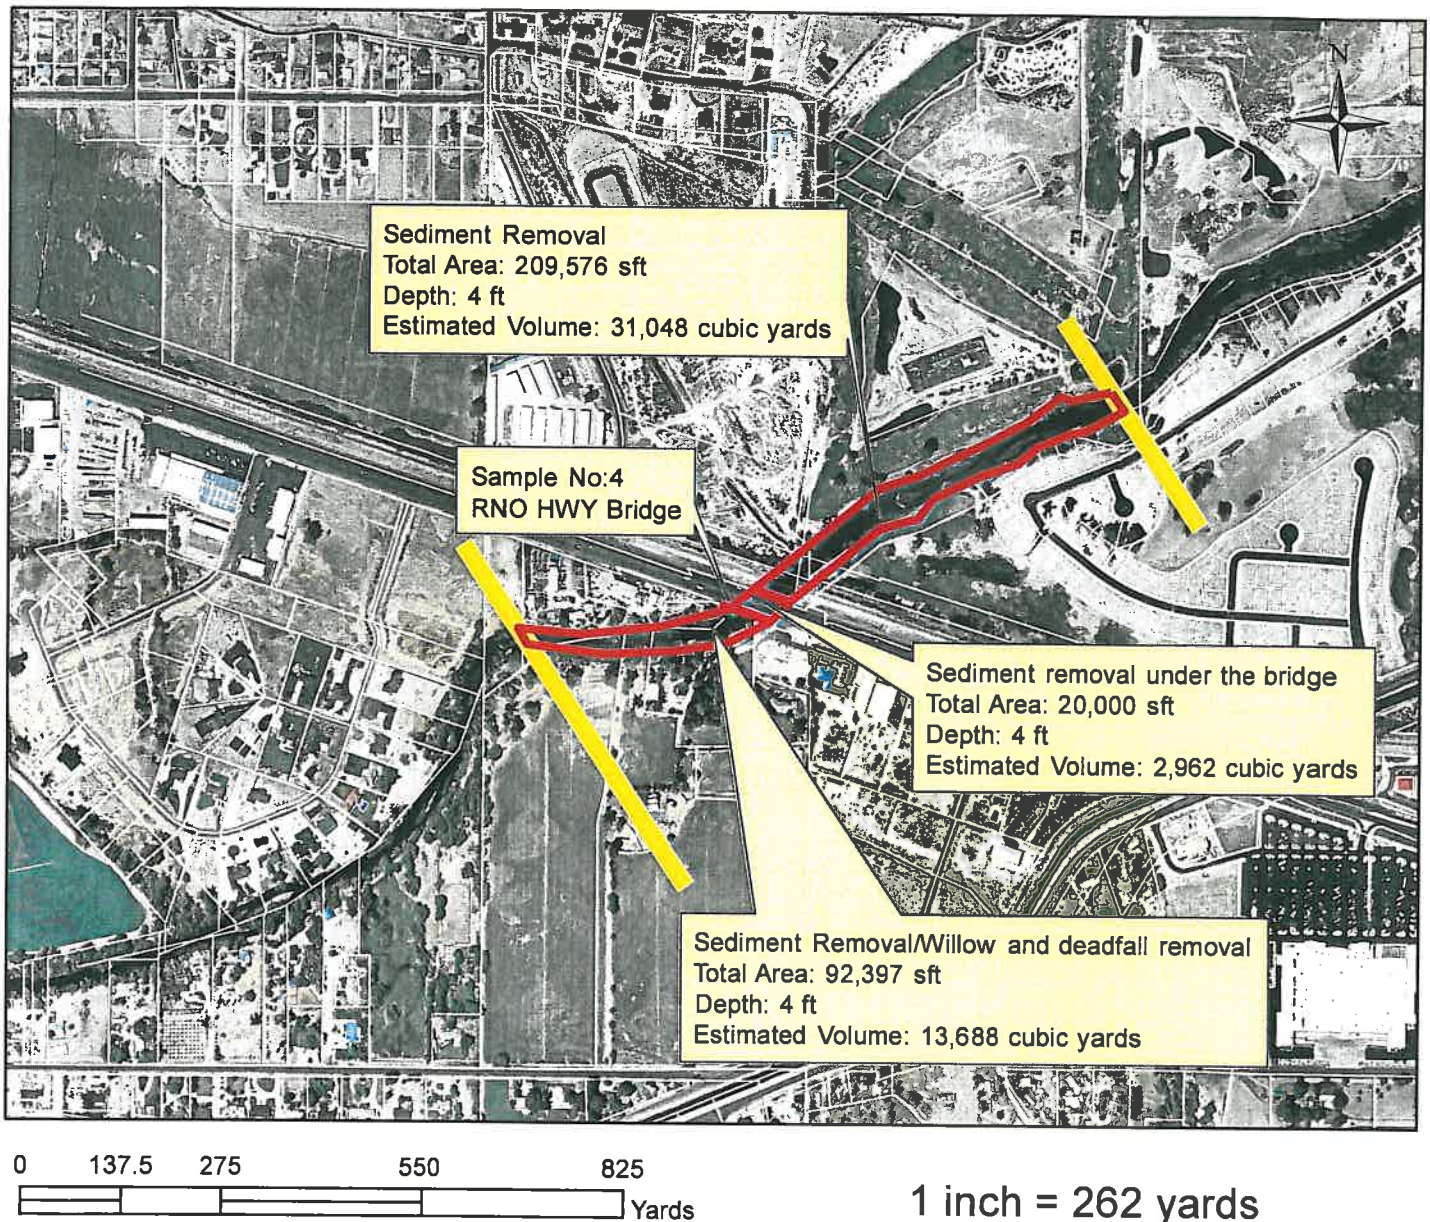 N
Sediment Removal
Total Area: 209,576 sft
Depth: 4 ft
Estimated Volume: 31,048 cubic yards
Sample No:4
RNO HWY Bridge
Sediment removal under the bridge
Total Area: 20,000 sft
Depth: 4 ft
Estimated Volume: 2,962 cubic yards
Sediment Removal/Willow and deadfall removal
Total Area: 92,397 sft
Depth: 4 ft
Estimated Volume: 13,688 cubic yards
0 137.5 275 550 825
Yards
1 inch = 262 yards